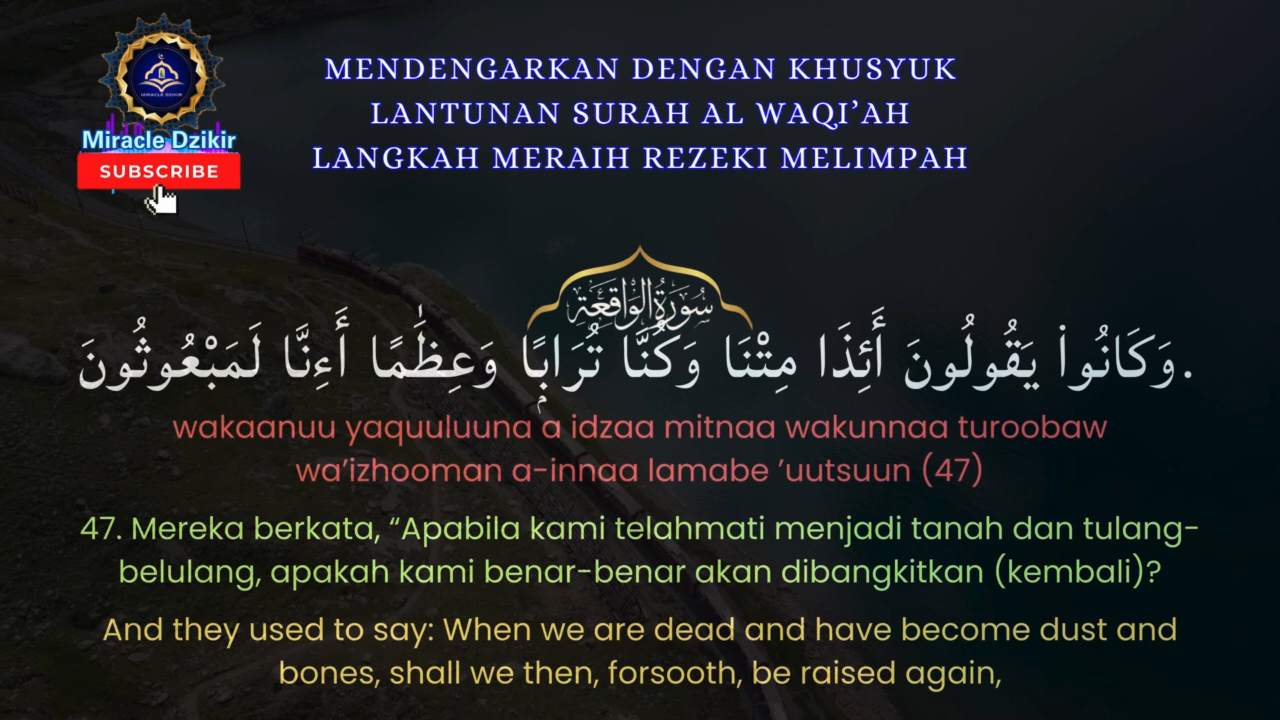 MIRACLE DZIKIR
Miracle Dzikir
SUBSCRIBE
MENDENGARKAN DENGAN KHUSYUK
LANTUNAN SURAH AL WAQI’AH
LANGKAH MERAIH REZEKI MELIMPAH
سُورَةُ الْوَاقِعَة
وَكَانُوا۟ يَقُولُونَ أَئِذَا مِتْنَا وَكُنَّا تُرَابًۭا وَعِظَٰمًا أَءِنَّا لَمَبْعُوثُونَ.
wakaanuu yaquuluuna a idzaa mitnaa wakunnaa turoobaw
wa’izhooman a-innaa lamabe ’uutsuun (47)
47. Mereka berkata, “Apabila kami telahmati menjadi tanah dan tulang-
belulang, apakah kami benar-benar akan dibangkitkan (kembali)?
And they used to say: When we are dead and have become dust and
bones, shall we then, forsooth, be raised again,